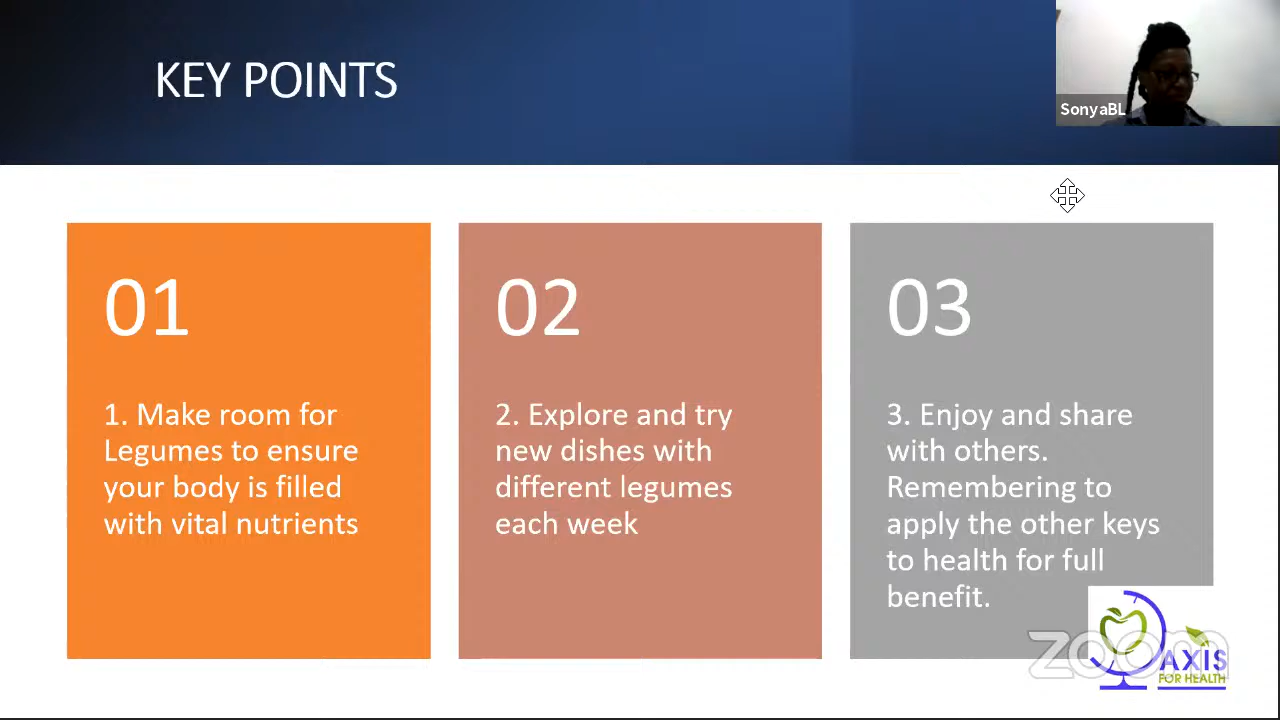 KEY POINTS
SonyaBL
01
1. Make room for
Legumes to ensure
your body is filled
with vital nutrients
02
2. Explore and try
new dishes with
different legumes
each week
03
3. Enjoy and share
with others.
Remembering to
apply the other keys
to health for full
benefit.
zoom
AXIS
FOR HEALTH